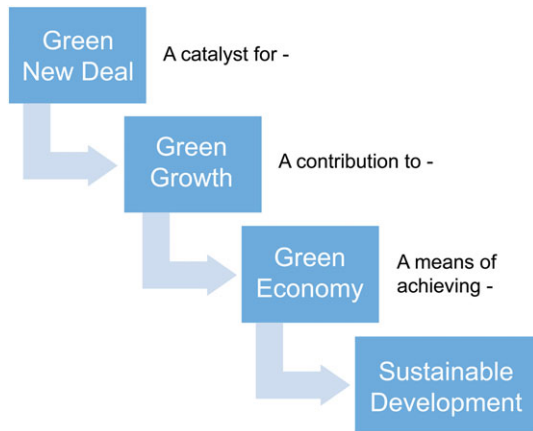 Green
New Deal
A catalyst for -
Green
Growth
A contribution to -
Green
Economy
A means of
achieving -
Sustainable
Development